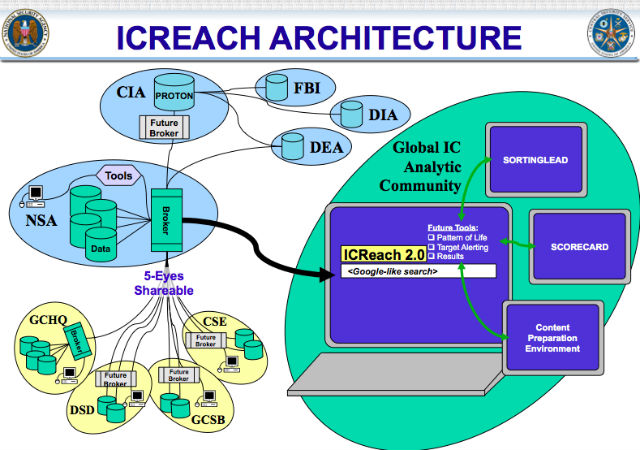 ICREACH ARCHITECTURE
CIA
PROTON
Future
Broker
FBI
DIA
DEA
NSA
Tools
Data
Broker
5-Eyes
Shareable
GCHQ
Broker
DSD
Future
Broker
GCSB
Future
Broker
CSE
Future
Broker
Global IC
Analytic
Community
SORTINGLEAD
SCORECARD
Content
Preparation
Environment
Future Tools:
Pattern of Life
Target Alerting
Results
ICReach 2.0
<Google-like search>